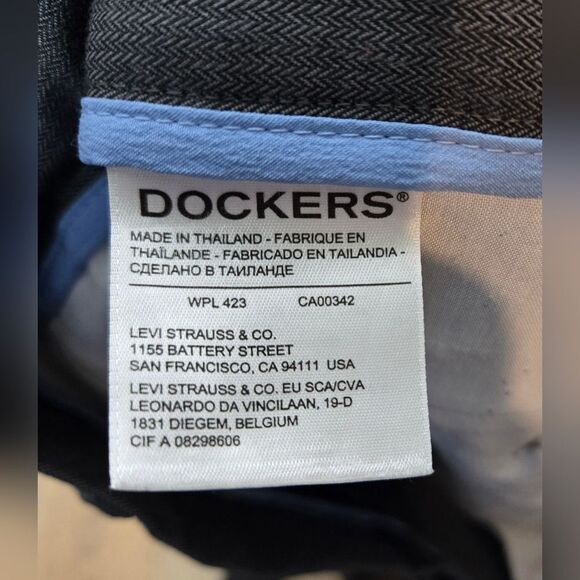 DOCKERS®
MADE IN THAILAND - FABRIQUE EN
THAÏLANDE - FABRICADO EN TAILANDIA -
СДЕЛАНО В ТАИЛАНДЕ
WPL 423 CA00342
LEVI STRAUSS & CO.
1155 BATTERY STREET
SAN FRANCISCO, CA 94111 USA
LEVI STRAUSS & CO. EU SCA/CVA
LEONARDO DA VINCILAAN, 19-D
1831 DIEGEM, BELGIUM
CIF A 08298606